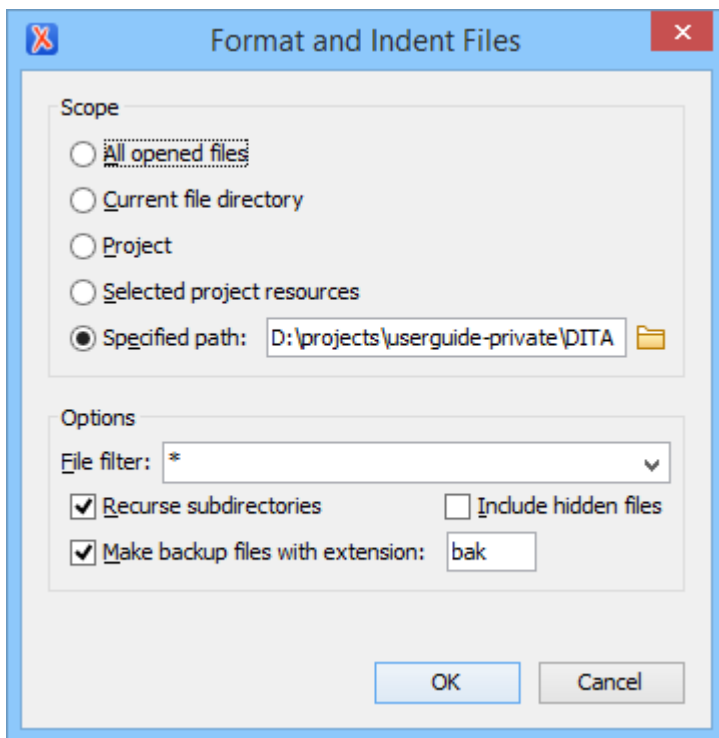 Format and Indent Files
Scope
All opened files
Current file directory
Project
Selected project resources
Specified path: D:\projects\userguide-private\DITA
Options
File filter: *
Recurse subdirectories Include hidden files
Make backup files with extension: bak
OK Cancel